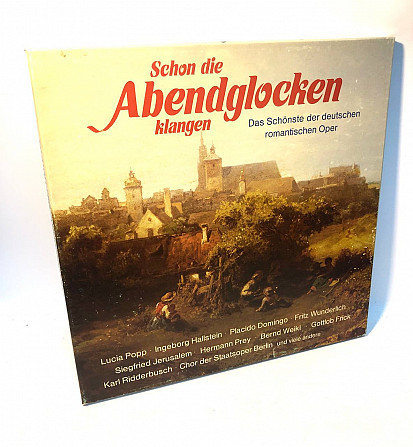 Schon die
Abendglocken
klangen
Das Schönste der deutschen
romantischen Oper
Lucia Popp · Ingeborg Hallstein · Placido Domingo · Fritz Wunderlich
Siegfried Jerusalem · Hermann Prey · Bernd Weikl · Gottlob Frick
Karl Ridderbusch · Chor der Staatsoper Berlin und viele andere